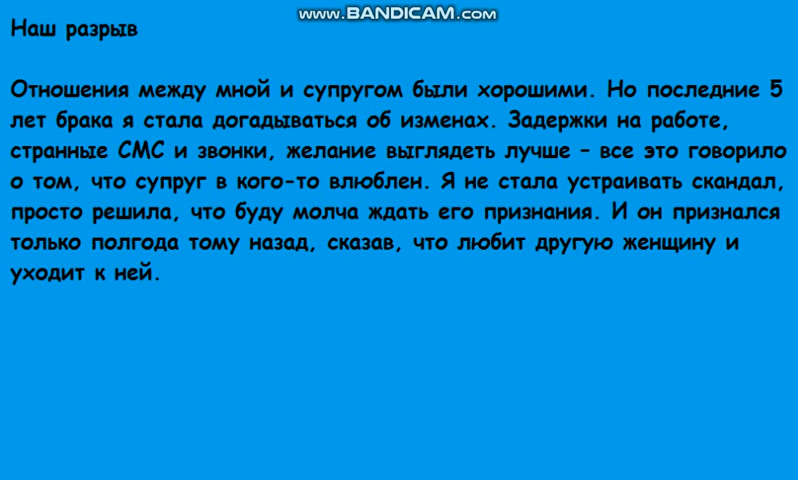 www.BANDICAM.com
Наш разрыв
Отношения между мной и супругом были хорошими. Но последние 5
лет брака я стала догадываться об изменах. Задержки на работе,
странные СМС и звонки, желание выглядеть лучше – все это говорило
о том, что супруг в кого-то влюблен. Я не стала устраивать скандал,
просто решила, что буду молча ждать его признания. И он признался
только полгода тому назад, сказав, что любит другую женщину и
уходит к ней.